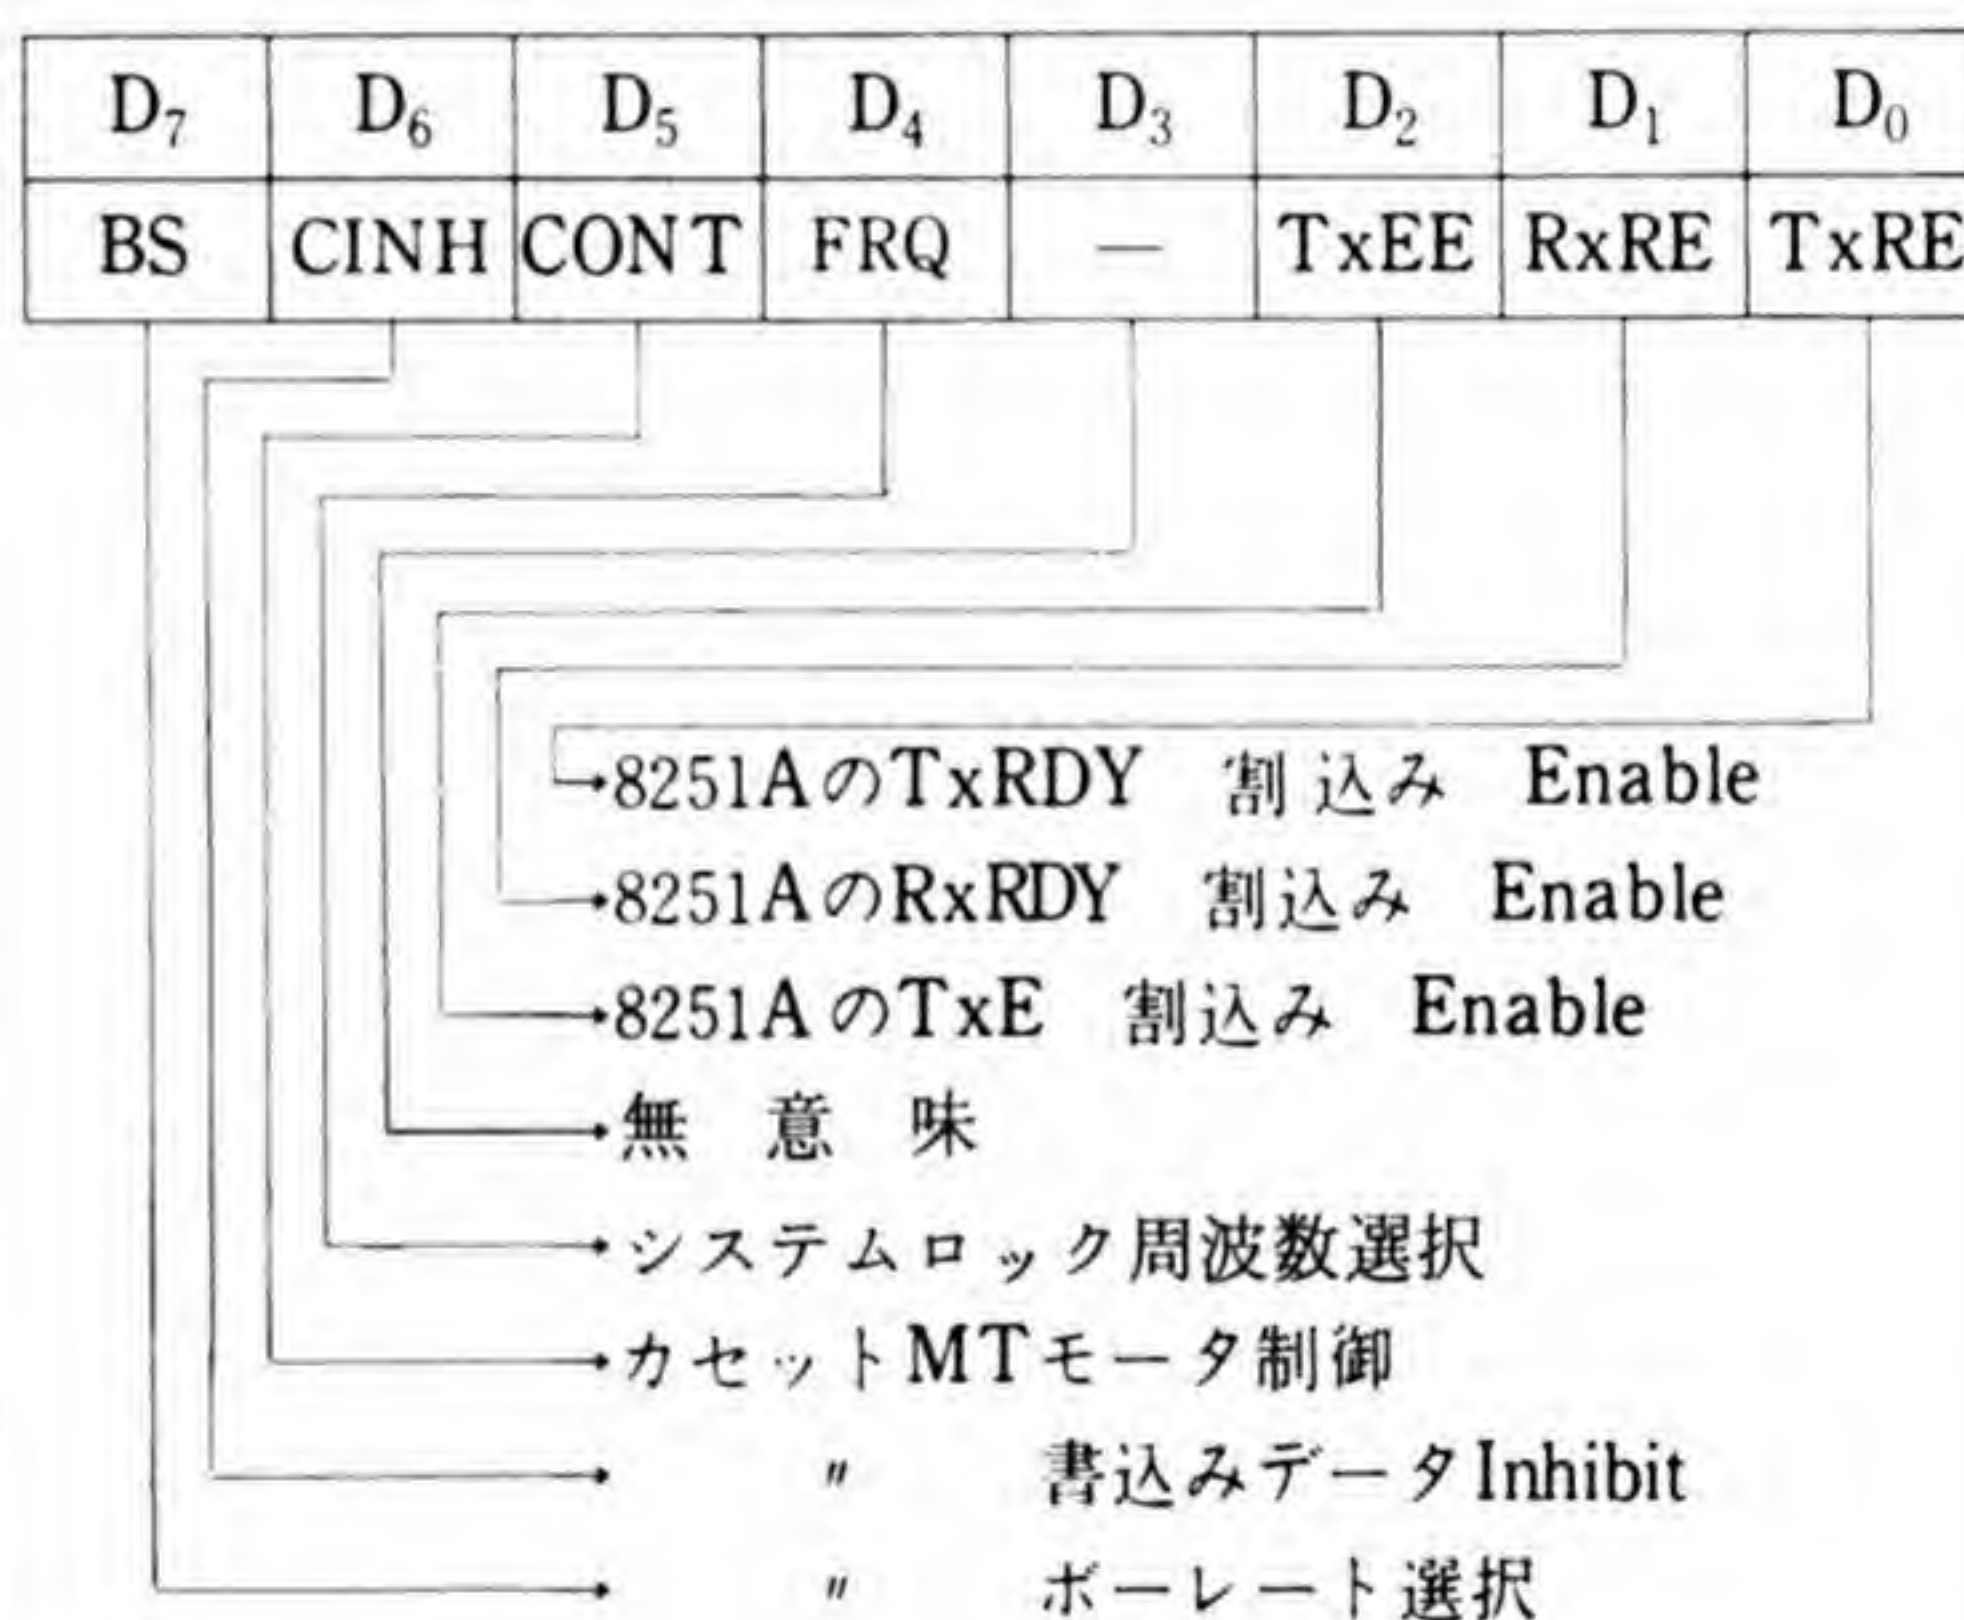 D₇ D₆ D₅ D₄ D₃ D₂ D₁ D₀
BS CINH CONT FRQ — TxEE RxRE TxRE
8251AのTxRDY 割込み Enable
8251AのRxRDY 割込み Enable
8251AのTxE 割込み Enable
無意味
システムロック周波数選択
カセットMTモータ制御
〃 書込みデータInhibit
〃 ボーレート選択